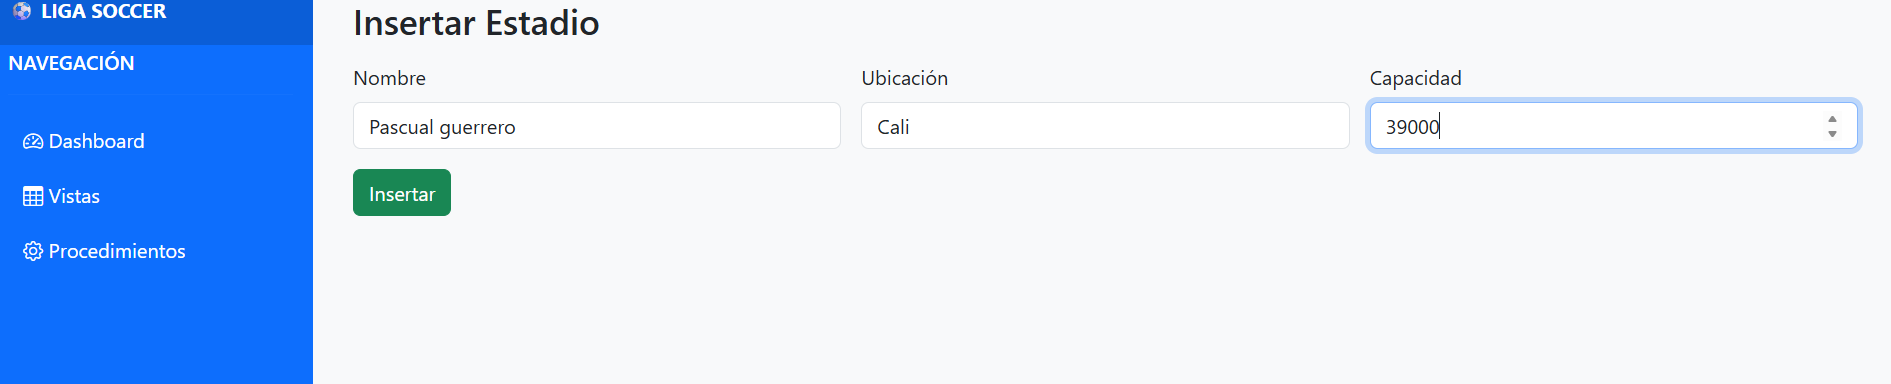 LIGA SOCCER
NAVEGACIÓN
Dashboard
Vistas
Procedimientos
Insertar Estadio
Nombre
Ubicación
Capacidad
Pascual guerrero
Cali
39000
Insertar